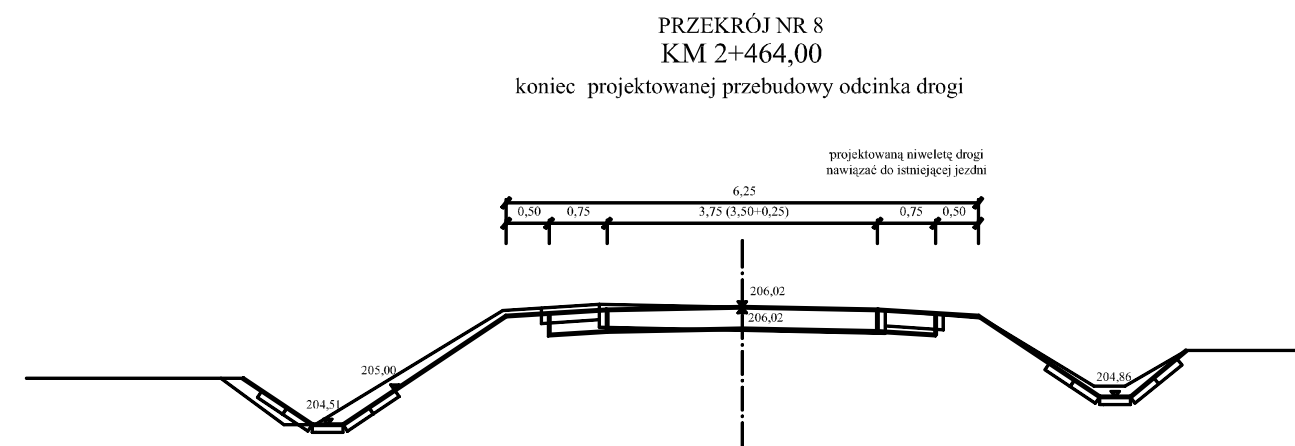 PRZEKRÓJ NR 8
KM 2+464,00
koniec projektowanej przebudowy odcinka drogi
projektowaną niweletę drogi
nawiązać do istniejącej jezdni
6,25
0,50 0,75 3,75 (3,50+0,25) 0,75 0,50
206,02
206,02
205,00
204,86
204,51